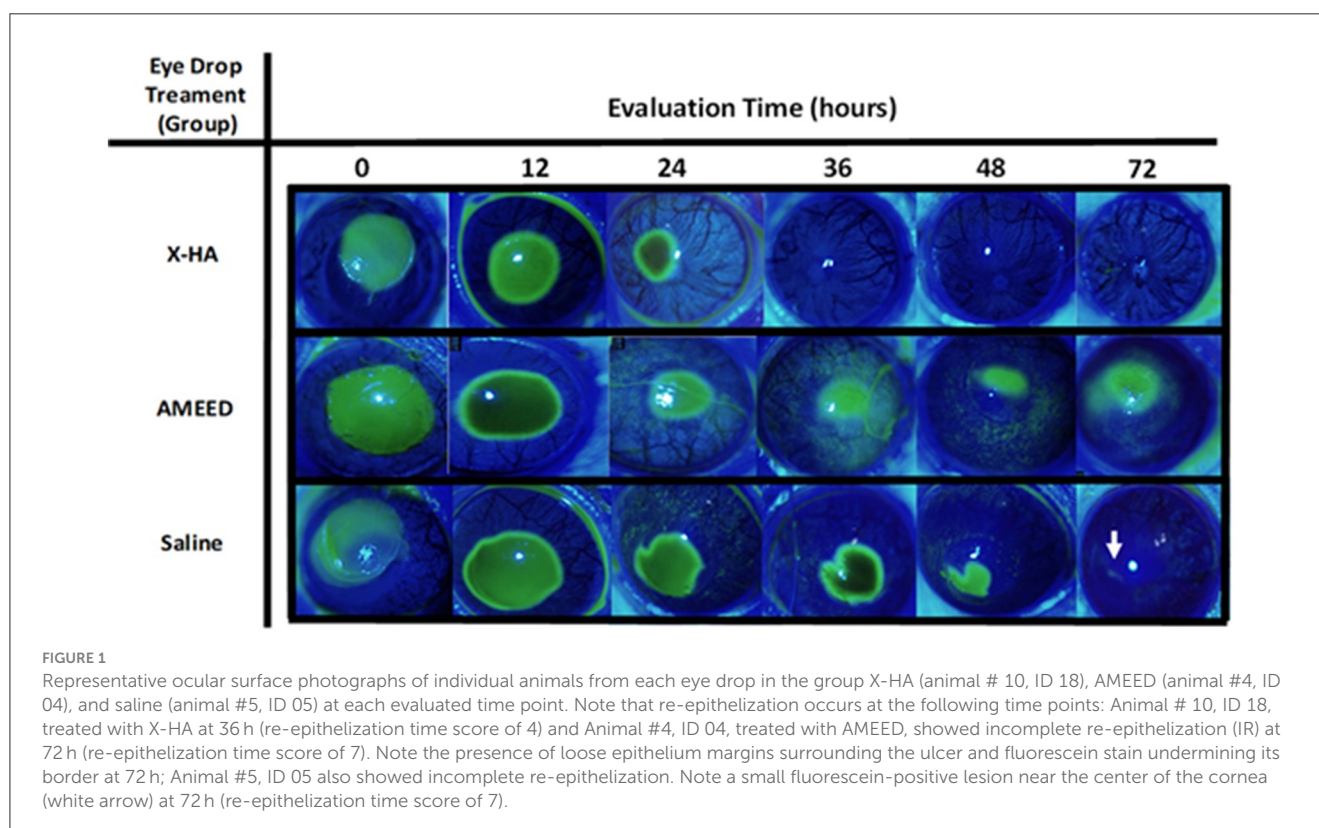 Eye Drop
Treament
(Group)
Evaluation Time (hours)
0 12 24 36 48 72
X-HA
AMEED
Saline
FIGURE 1
Representative ocular surface photographs of individual animals from each eye drop in the group X-HA (animal # 10, ID 18), AMEED (animal #4, ID
04), and saline (animal #5, ID 05) at each evaluated time point. Note that re-epithelization occurs at the following time points: Animal # 10, ID 18,
treated with X-HA at 36 h (re-epithelization time score of 4) and Animal #4, ID 04, treated with AMEED, showed incomplete re-epithelization (IR) at
72 h (re-epithelization time score of 7). Note the presence of loose epithelium margins surrounding the ulcer and fluorescein stain undermining its
border at 72 h; Animal #5, ID 05 also showed incomplete re-epithelization. Note a small fluorescein-positive lesion near the center of the cornea
(white arrow) at 72 h (re-epithelization time score of 7).